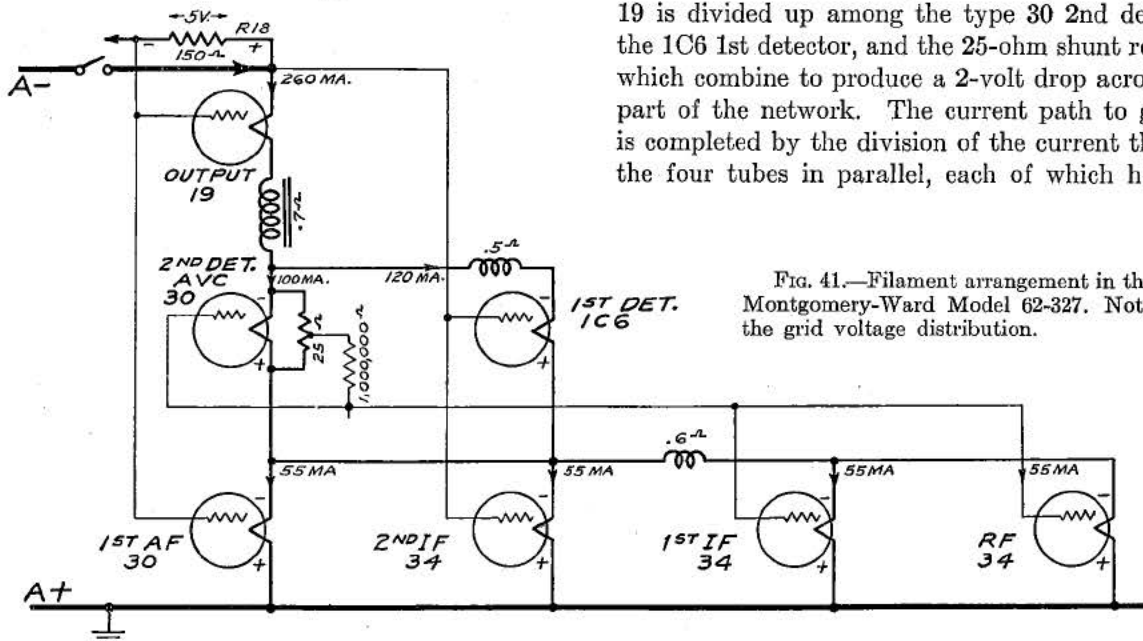 19 is divided up among the type 30 2nd de
the 1C6 1st detector, and the 25-ohm shunt re
which combine to produce a 2-volt drop acro
part of the network. The current path to g
is completed by the division of the current th
the four tubes in parallel, each of which h
←5V.→
R18
-
+
150Ω
A-
260 MA.
OUTPUT
19
.7Ω
2ND DET.
AVC
30
100MA.
120 MA.
.5Ω
-
+
25 Ω
1,000,000Ω
-
+
1ST DET.
1C6
FIG. 41.—Filament arrangement in th
Montgomery-Ward Model 62-327. Not
the grid voltage distribution.
.6Ω
55 MA
55 MA
55MA
55 MA
-
+
-
+
-
+
-
+
1ST AF
30
2ND IF
34
1ST IF
34
RF
34
A+